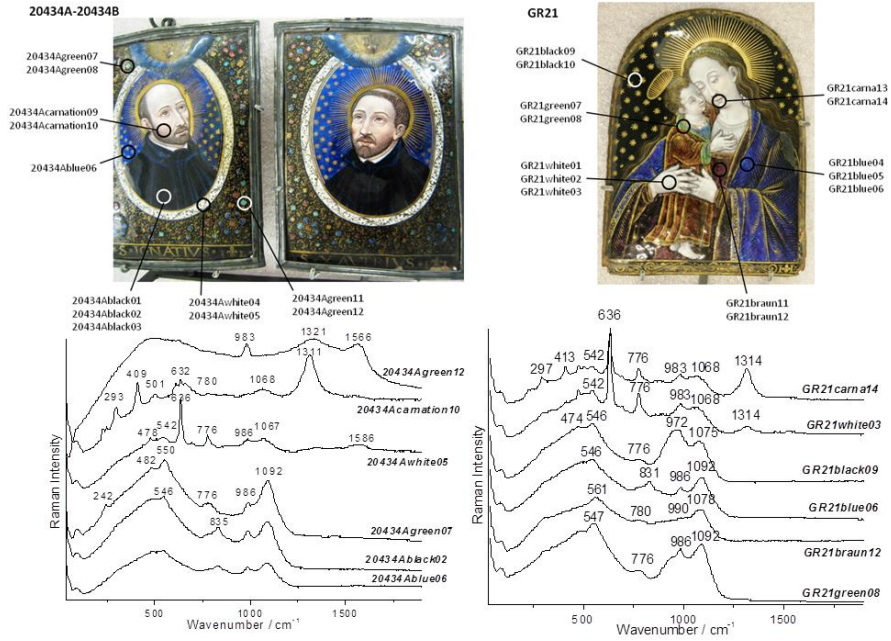 20434A-20434B
20434Agreen07
20434Agreen08
20434Acarnation09
20434Acarnation10
20434Ablue06
20434Ablack01
20434Ablack02
20434Ablack03
20434Awhite04
20434Awhite05
20434Agreen11
20434Agreen12
GR21
GR21black09
GR21black10
GR21green07
GR21green08
GR21white01
GR21white02
GR21white03
GR21carna13
GR21carna14
GR21blue04
GR21blue05
GR21blue06
GR21braun11
GR21braun12
Raman Intensity
983
1321
1566
20434Agreen12
293
409
501
632
780
1068
1311
20434Acarnation10
478
542
636
776
986
1067
1586
20434Awhite05
242
482
550
776
986
1092
20434Agreen07
546
835
20434Ablack02
20434Ablue06
500
1000
1500
Wavenumber / cm⁻¹
Raman Intensity
636
297
413
542
776
983
1068
1314
GR21carna14
542
776
983
1068
1314
GR21white03
474
546
776
972
1075
GR21black09
546
831
986
1092
GR21blue06
561
780
990
1078
GR21braun12
547
776
986
1092
GR21green08
500
1000
1500
Wavenumber / cm⁻¹